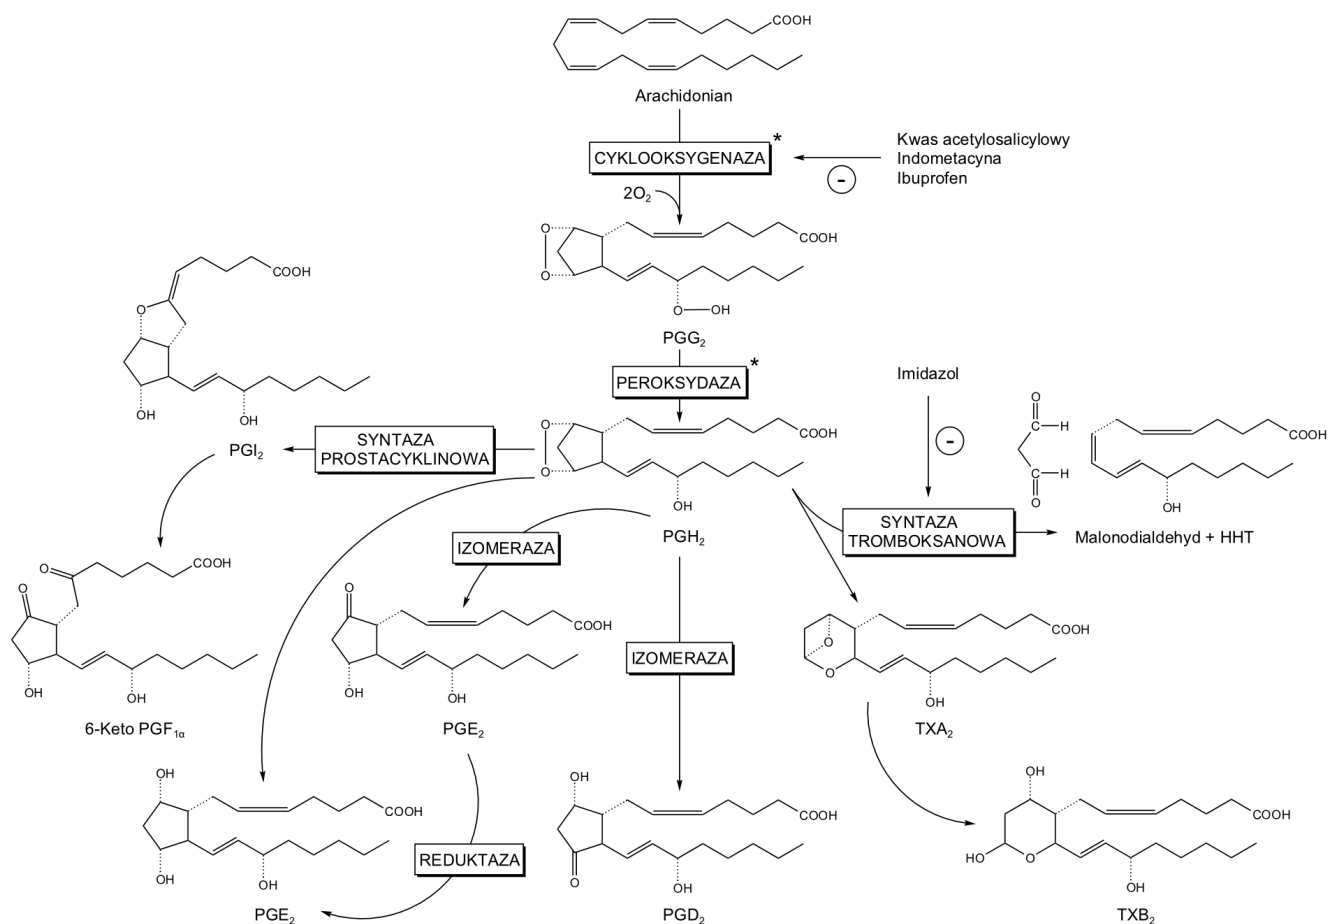 COOH
Arachidonian
CYKLOOKSYGENAZA *
Kwas acetylosalicylowy
Indometacyna
Ibuprofen
-
2O₂
O
O
COOH
O
OH
PGG₂
COOH
O
OH
OH
PGI₂
PEROKSYDAZA *
O
O
COOH
OH
PGH₂
SYNTAZA
PROSTACYKLINOWA
Imidazol
-
O
H
H
O
COOH
OH
SYNTAZA
TROMBOKSANOWA
Malonodialdehyd + HHT
IZOMERAZA
IZOMERAZA
O
O
COOH
OH
OH
6-Keto PGF₁α
O
COOH
OH
OH
PGE₂
O
O
COOH
OH
TXA₂
OH
COOH
OH
OH
PGE₂
REDUKTAZA
OH
COOH
O
OH
PGD₂
OH
COOH
HO
O
OH
TXB₂